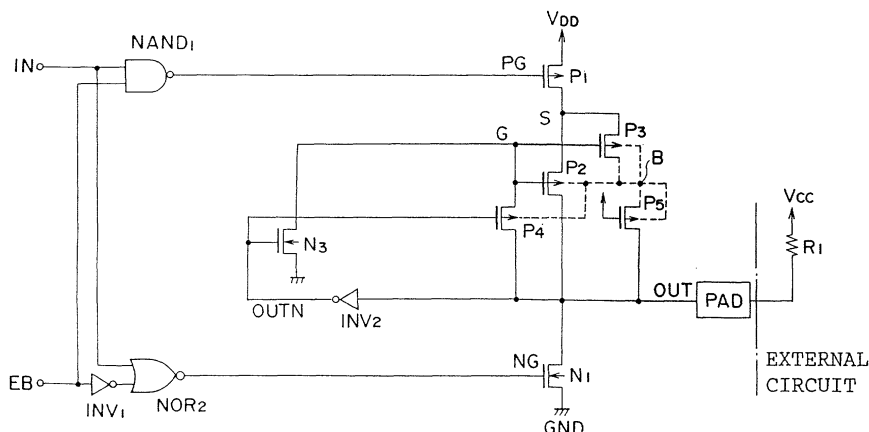 VDD
NAND1
IN
PG
P1
S
G
P3
B
P2
VCC
P5
P4
R1
N3
OUT
PAD
OUTN
INV2
NG
N1
EXTERNAL
CIRCUIT
EB
INV1
NOR2
GND